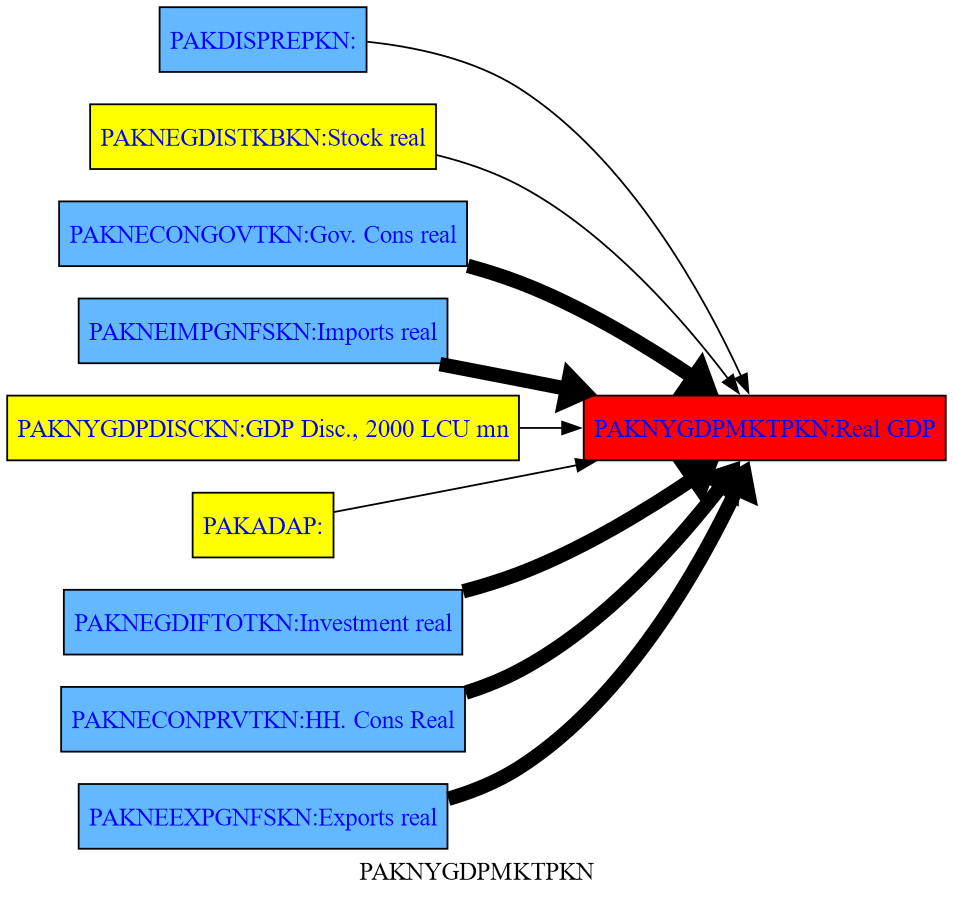 PAKDISPREPKN:
PAKNEGDISTKBKN:Stock real
PAKNECONGOVTKN:Gov. Cons real
PAKNEIMPGNFSKN:Imports real
PAKNYGDPDISCKN:GDP Disc., 2000 LCU mn
PAKNYGDPMKTPKN:Real GDP
PAKADAP:
PAKNEGDIFTOTKN:Investment real
PAKNECONPRVTKN:HH. Cons Real
PAKNEEXPGNFSKN:Exports real
PAKNYGDPMKTPKN